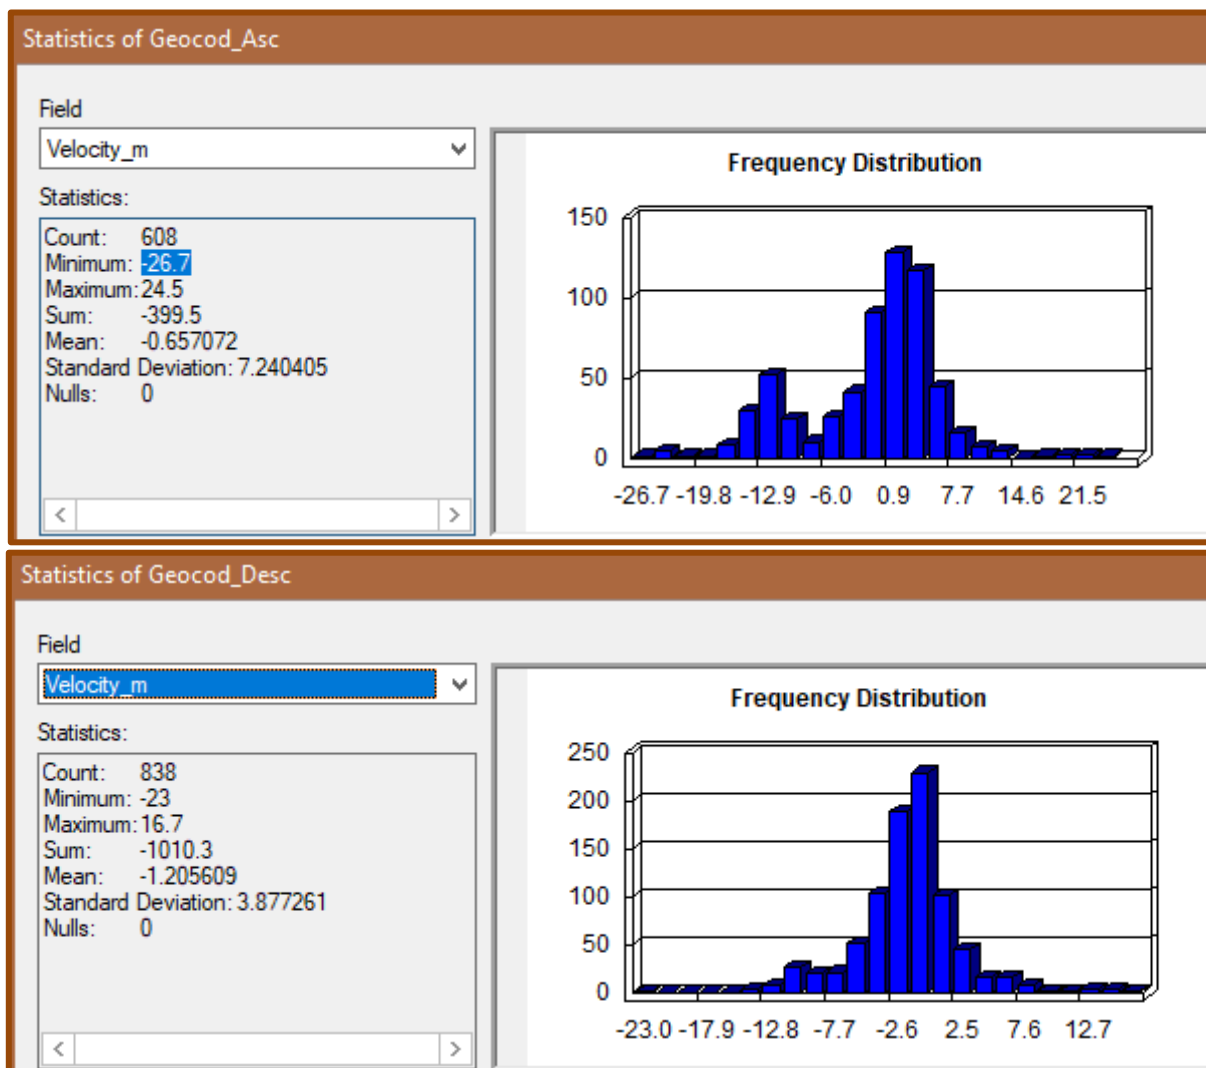 Statistics of Geocod_Asc
Field
Velocity_m
Statistics:
Count: 608
Minimum: -26.7
Maximum: 24.5
Sum: -399.5
Mean: -0.657072
Standard Deviation: 7.240405
Nulls: 0
Frequency Distribution
150
100
50
0
-26.7 -19.8 -12.9 -6.0 0.9 7.7 14.6 21.5
Statistics of Geocod_Desc
Field
Velocity_m
Statistics:
Count: 838
Minimum: -23
Maximum: 16.7
Sum: -1010.3
Mean: -1.205609
Standard Deviation: 3.877261
Nulls: 0
Frequency Distribution
250
200
150
100
50
0
-23.0 -17.9 -12.8 -7.7 -2.6 2.5 7.6 12.7